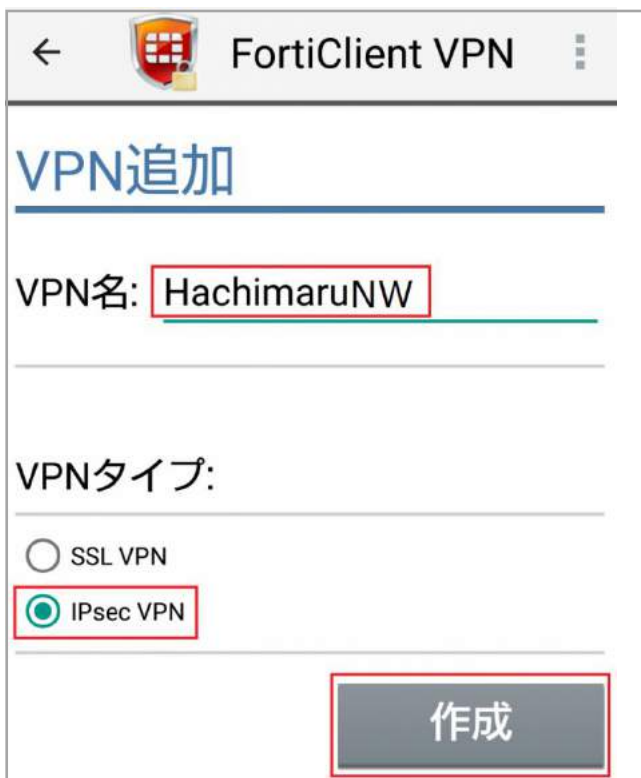 FortiClient VPN
VPN追加
VPN名: HachimaruNW
VPNタイプ:
SSL VPN
IPsec VPN
作成